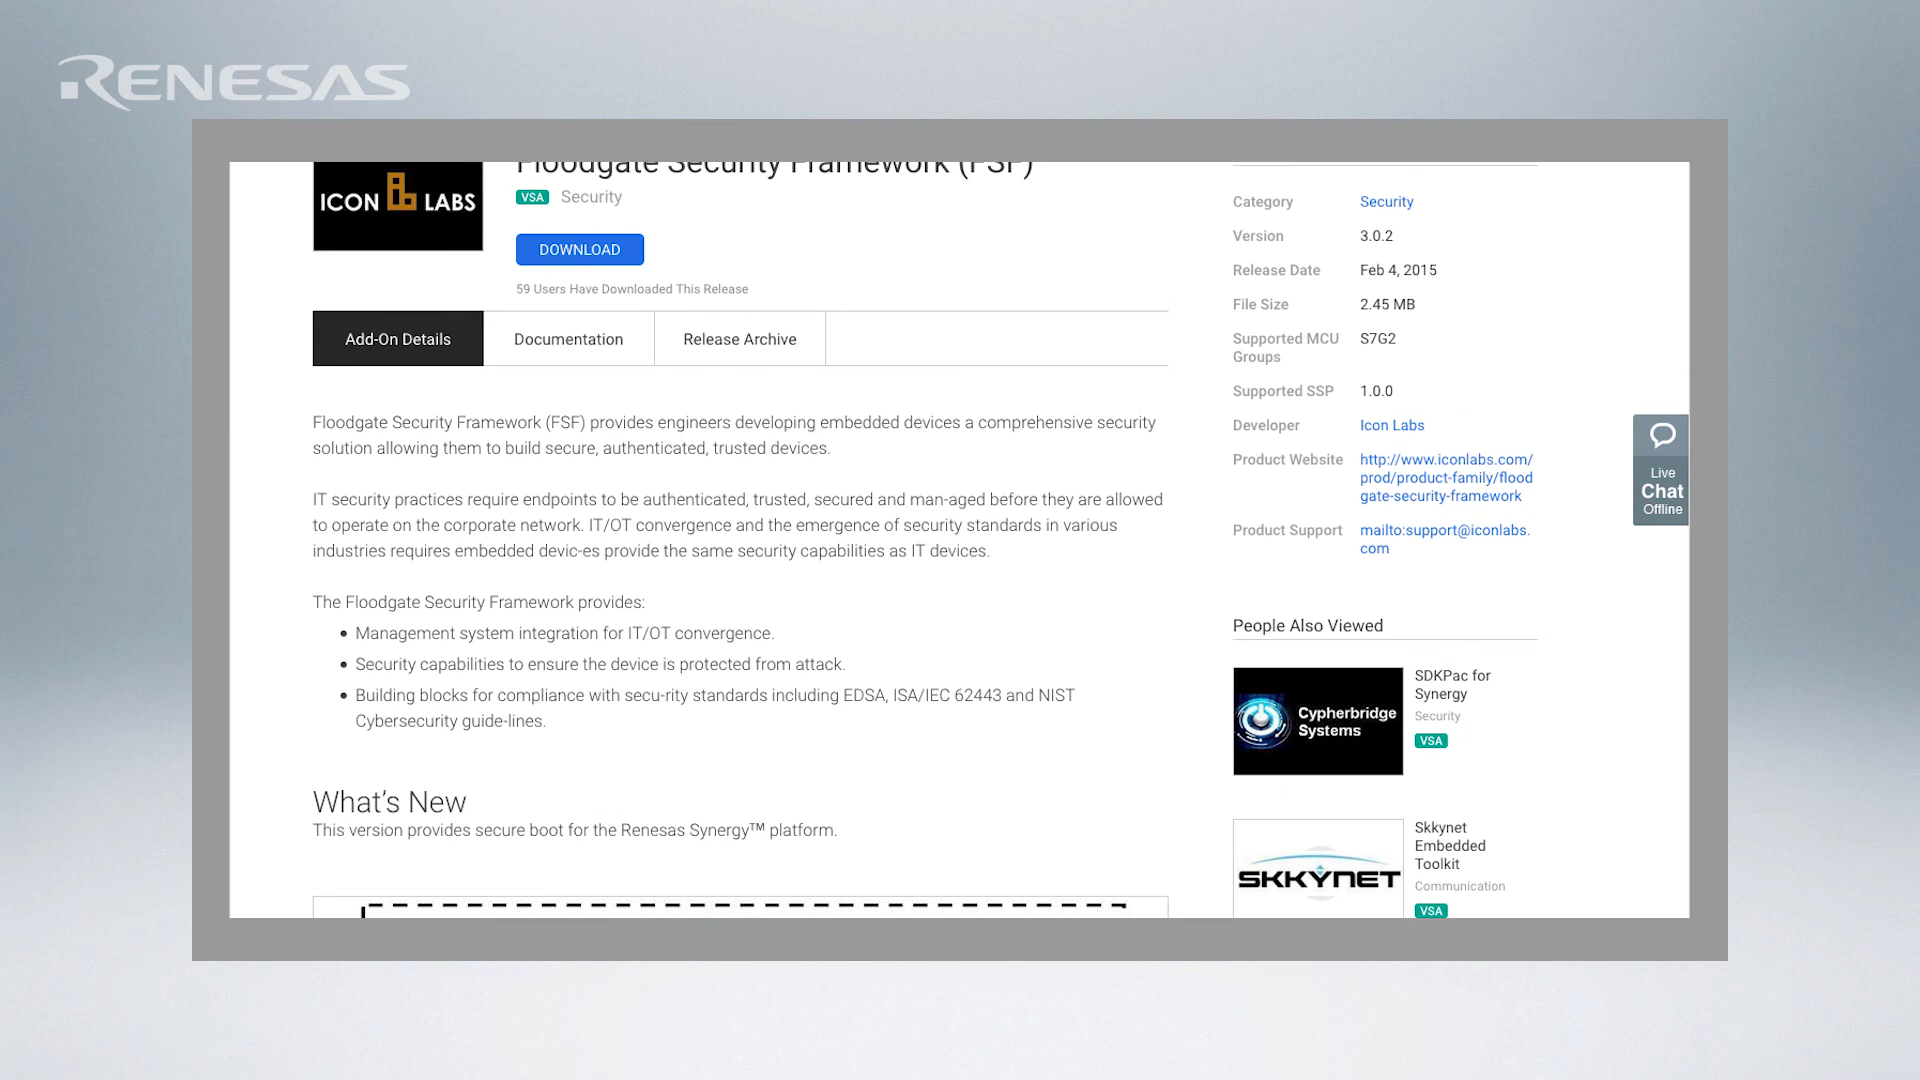 RENESAS
Floodgate Security Framework (FSF)
ICON LABS
VSA Security
DOWNLOAD
59 Users Have Downloaded This Release
Add-On Details
Documentation
Release Archive
Floodgate Security Framework (FSF) provides engineers developing embedded devices a comprehensive security
solution allowing them to build secure, authenticated, trusted devices.
IT security practices require endpoints to be authenticated, trusted, secured and man-aged before they are allowed
to operate on the corporate network. IT/OT convergence and the emergence of security standards in various
industries requires embedded devic-es provide the same security capabilities as IT devices.
The Floodgate Security Framework provides:
• Management system integration for IT/OT convergence.
• Security capabilities to ensure the device is protected from attack.
• Building blocks for compliance with secu-rity standards including EDSA, ISA/IEC 62443 and NIST
Cybersecurity guide-lines.
What's New
This version provides secure boot for the Renesas Synergy™ platform.
Category Security
Version 3.0.2
Release Date Feb 4, 2015
File Size 2.45 MB
Supported MCU S7G2
Groups
Supported SSP 1.0.0
Developer Icon Labs
Product Website http://www.iconlabs.com/
prod/product-family/flood
gate-security-framework
Product Support mailto:support@iconlabs.
com
People Also Viewed
Cypherbridge
Systems
SDKPac for
Synergy
Security
VSA
SKKYNET
Skkynet
Embedded
Toolkit
Communication
VSA
Live
Chat
Offline